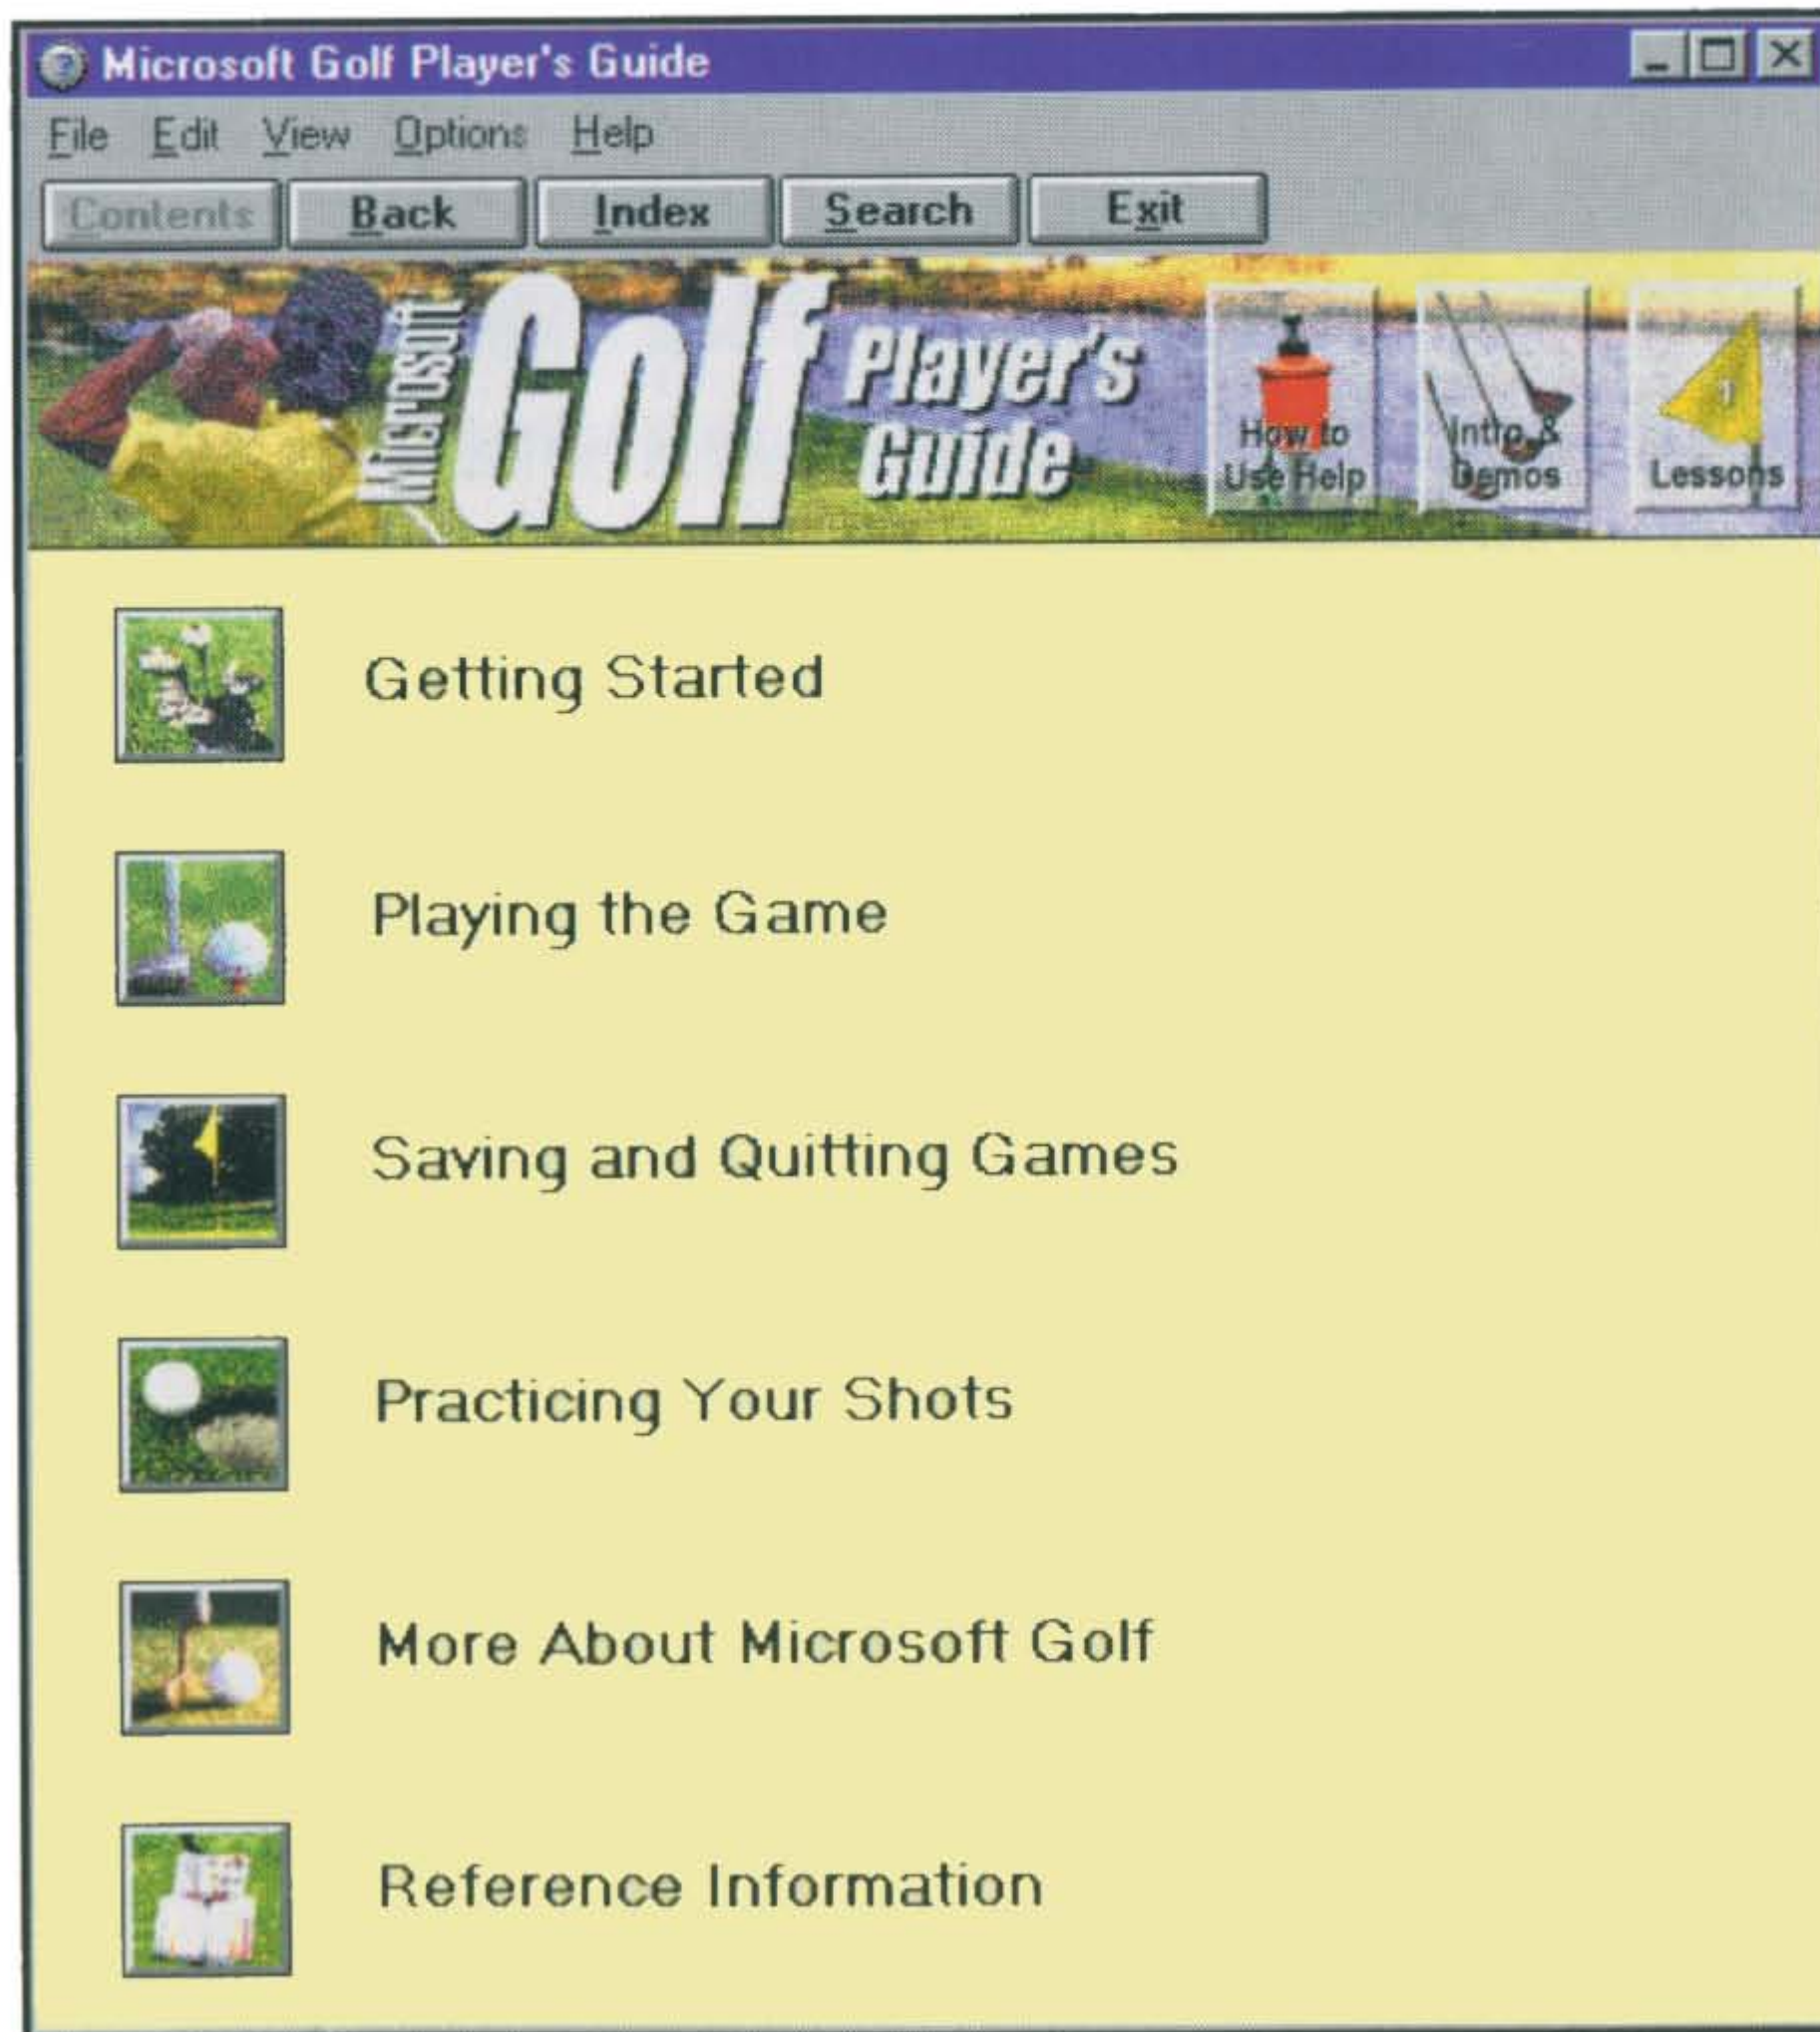 Microsoft Golf Player's Guide
File Edit View Options Help
Contents Back Index Search Exit
Microsoft Golf Player's Guide
How to Use Help
Intro & Demos
1
Lessons
Getting Started
Playing the Game
Saving and Quitting Games
Practicing Your Shots
More About Microsoft Golf
Reference Information